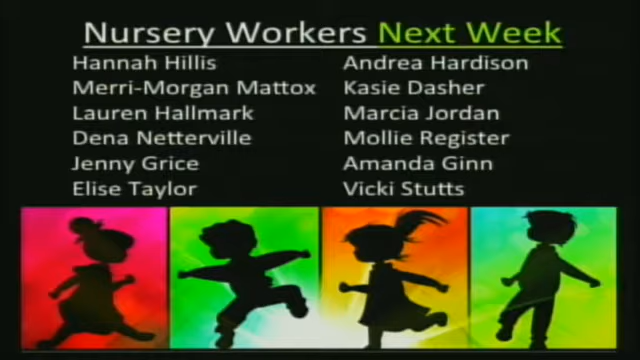 Nursery Workers Next Week
Hannah Hillis
Merri-Morgan Mattox
Lauren Hallmark
Dena Netterville
Jenny Grice
Elise Taylor
Andrea Hardison
Kasie Dasher
Marcia Jordan
Mollie Register
Amanda Ginn
Vicki Stutts